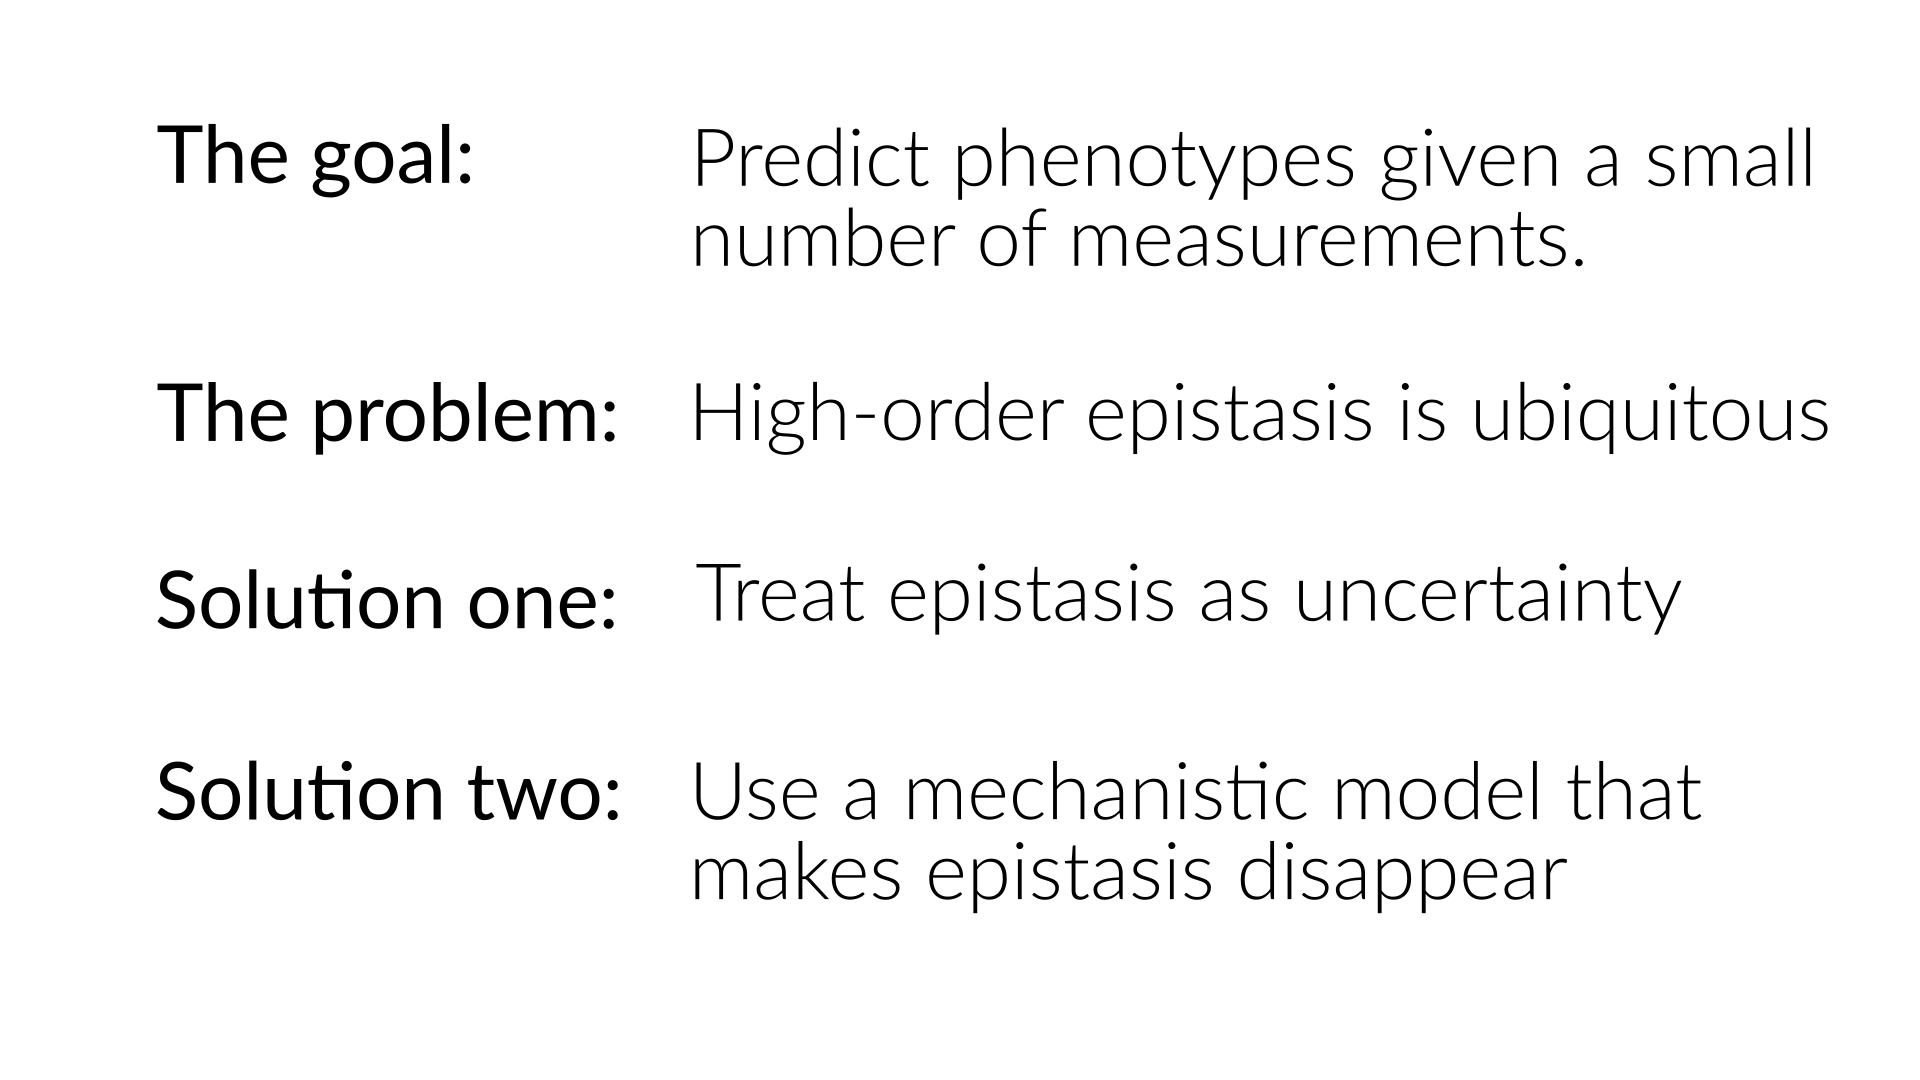 The goal: Predict phenotypes given a small
number of measurements.
The problem: High-order epistasis is ubiquitous
Solution one: Treat epistasis as uncertainty
Solution two: Use a mechanistic model that
makes epistasis disappear